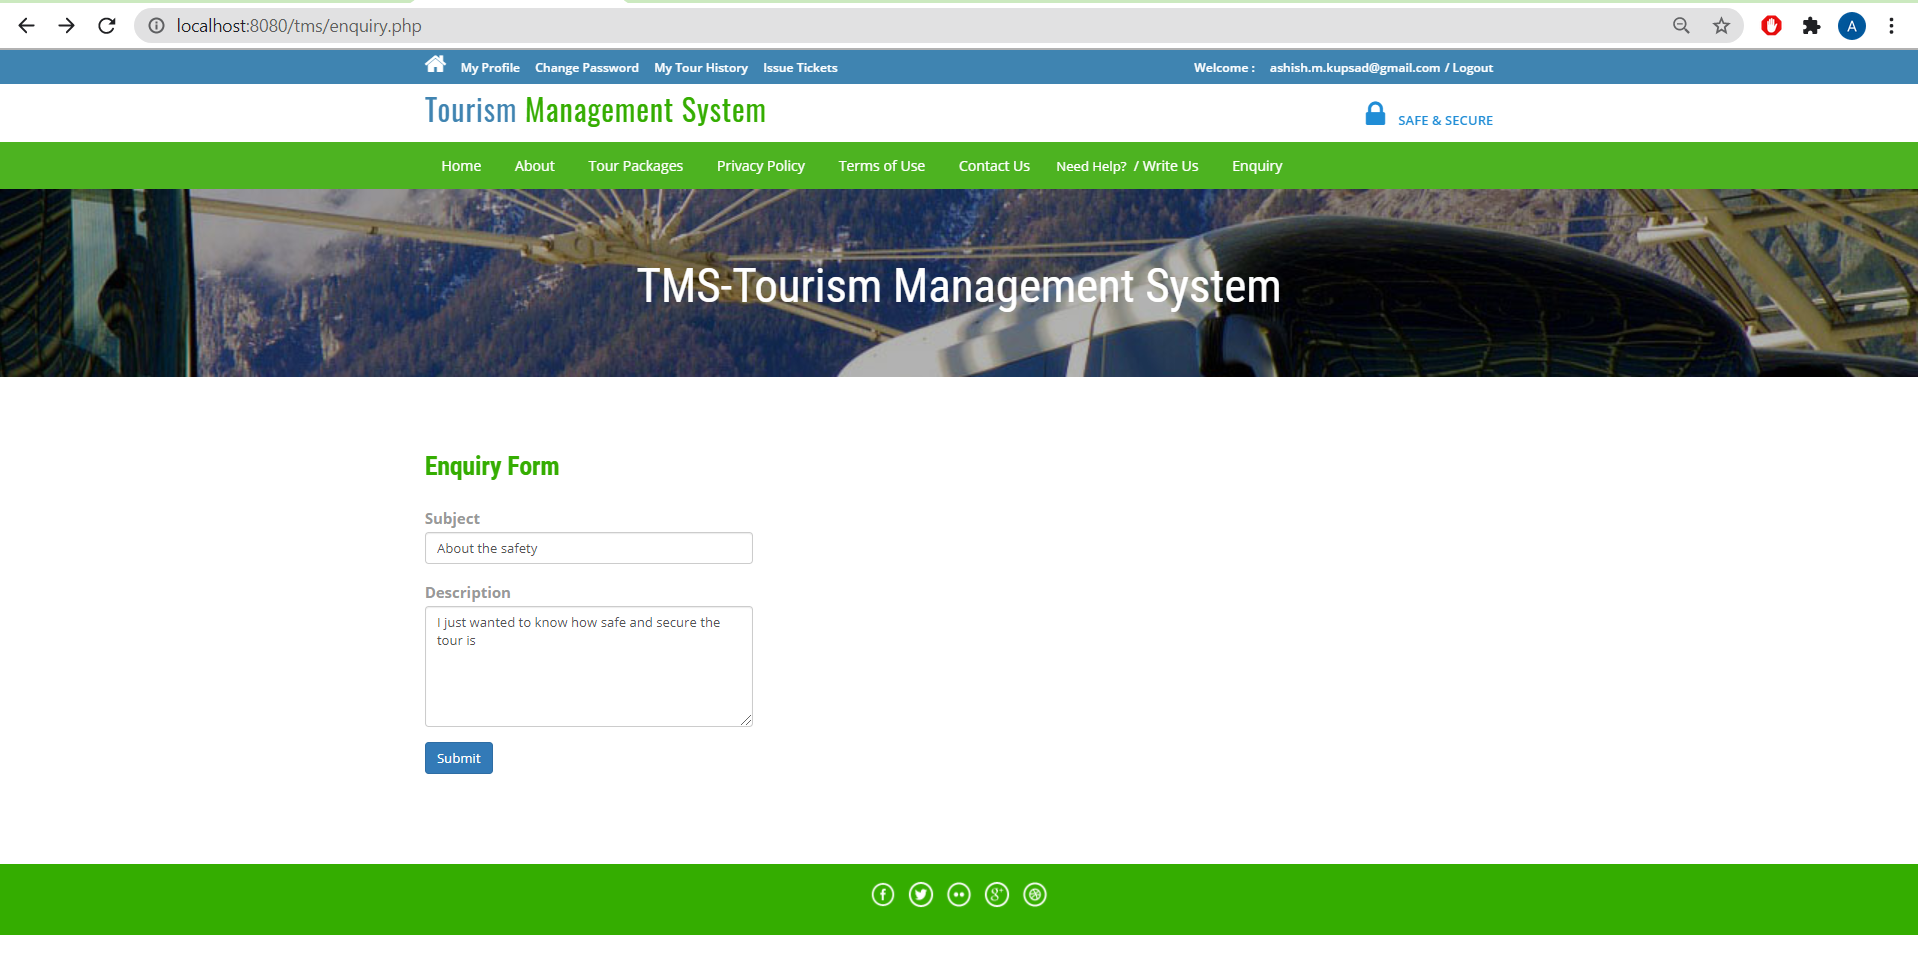 localhost:8080/tms/enquiry.php
A
My Profile Change Password My Tour History Issue Tickets Welcome : ashish.m.kupsad@gmail.com / Logout
Tourism Management System
SAFE & SECURE
Home About Tour Packages Privacy Policy Terms of Use Contact Us Need Help? / Write Us Enquiry
TMS-Tourism Management System
Enquiry Form
Subject
About the safety
Description
I just wanted to know how safe and secure the
tour is
Submit